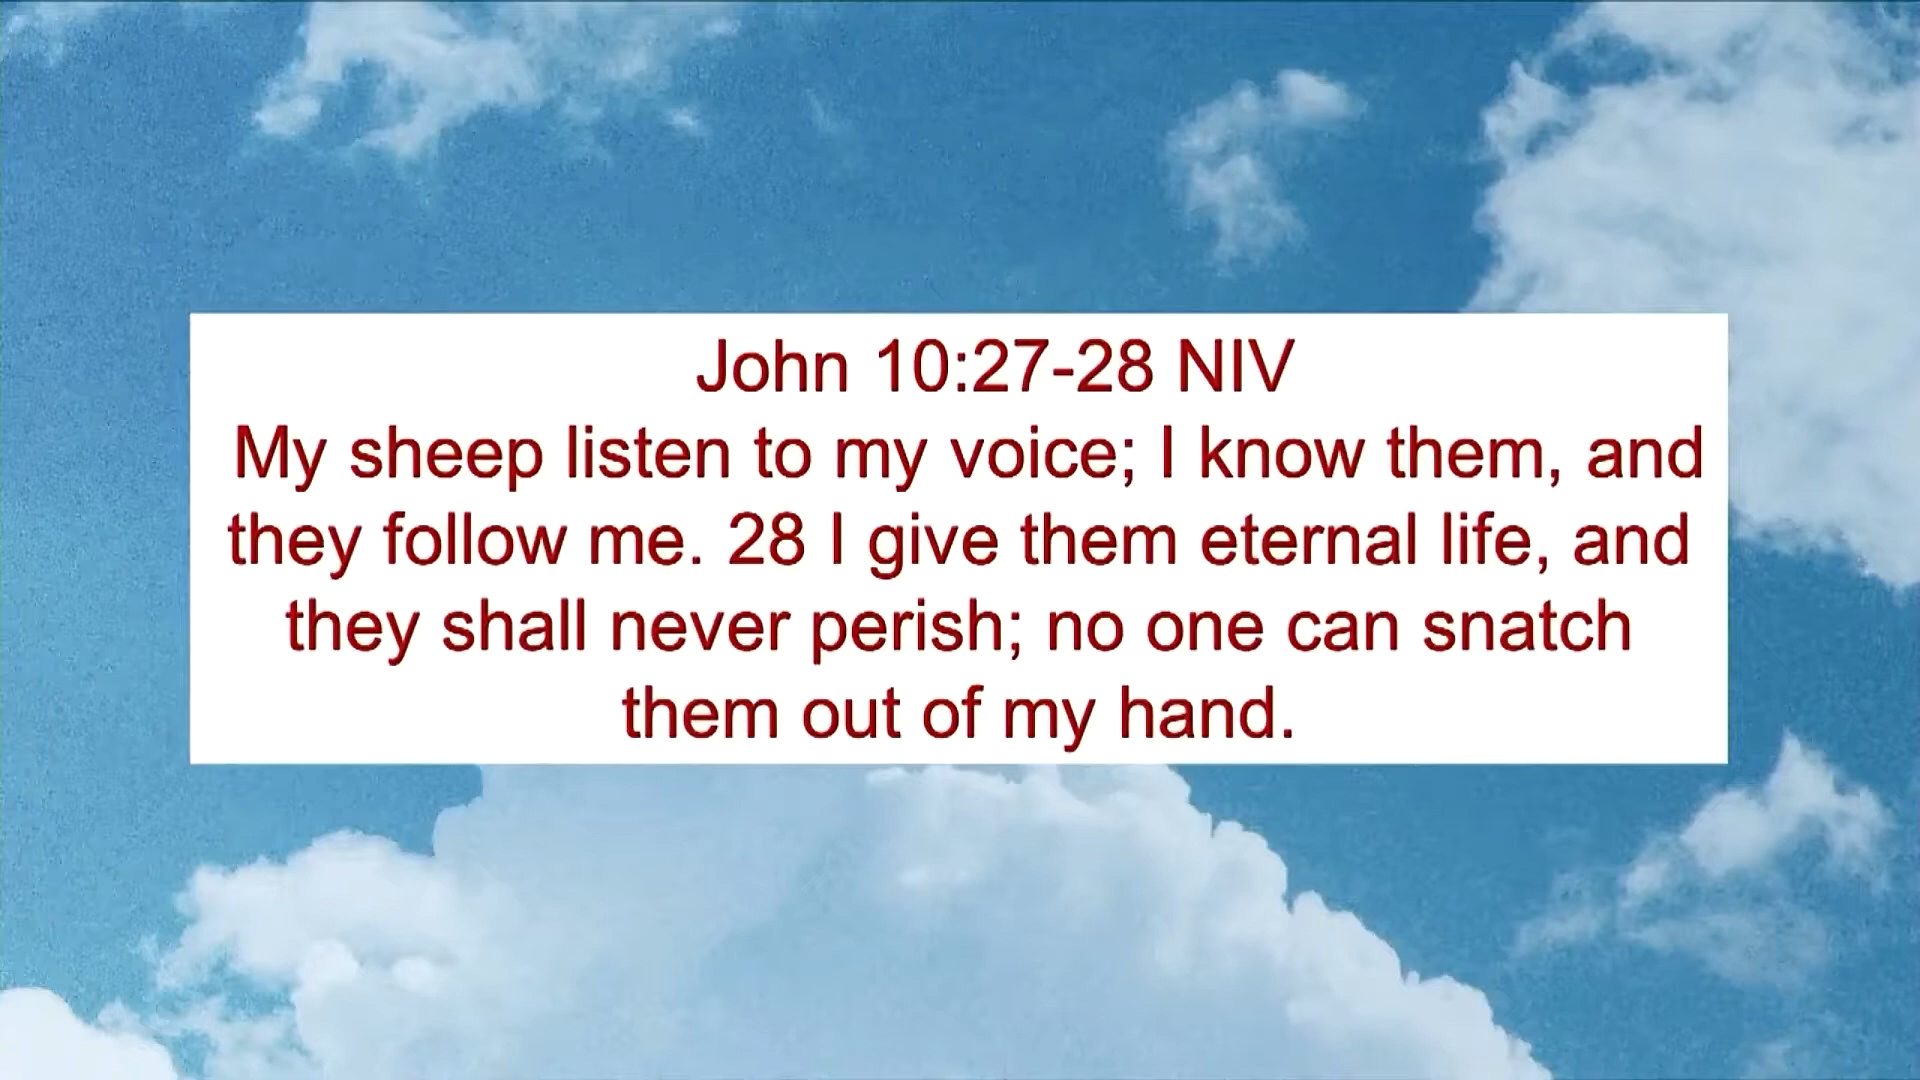 John 10:27-28 NIV
My sheep listen to my voice; I know them, and
they follow me. 28 I give them eternal life, and
they shall never perish; no one can snatch
them out of my hand.